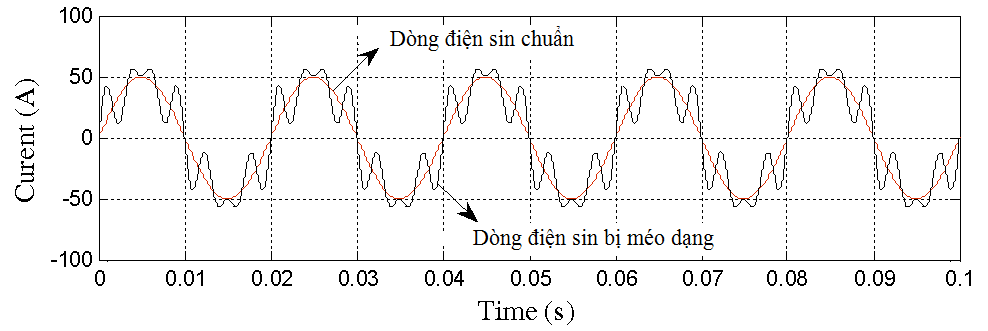 100
Dòng điện sin chuẩn
50
0
-50
Dòng điện sin bị méo dạng
-100
Curent (A)
0 0.01 0.02 0.03 0.04 0.05 0.06 0.07 0.08 0.09 0.1
Time (s)